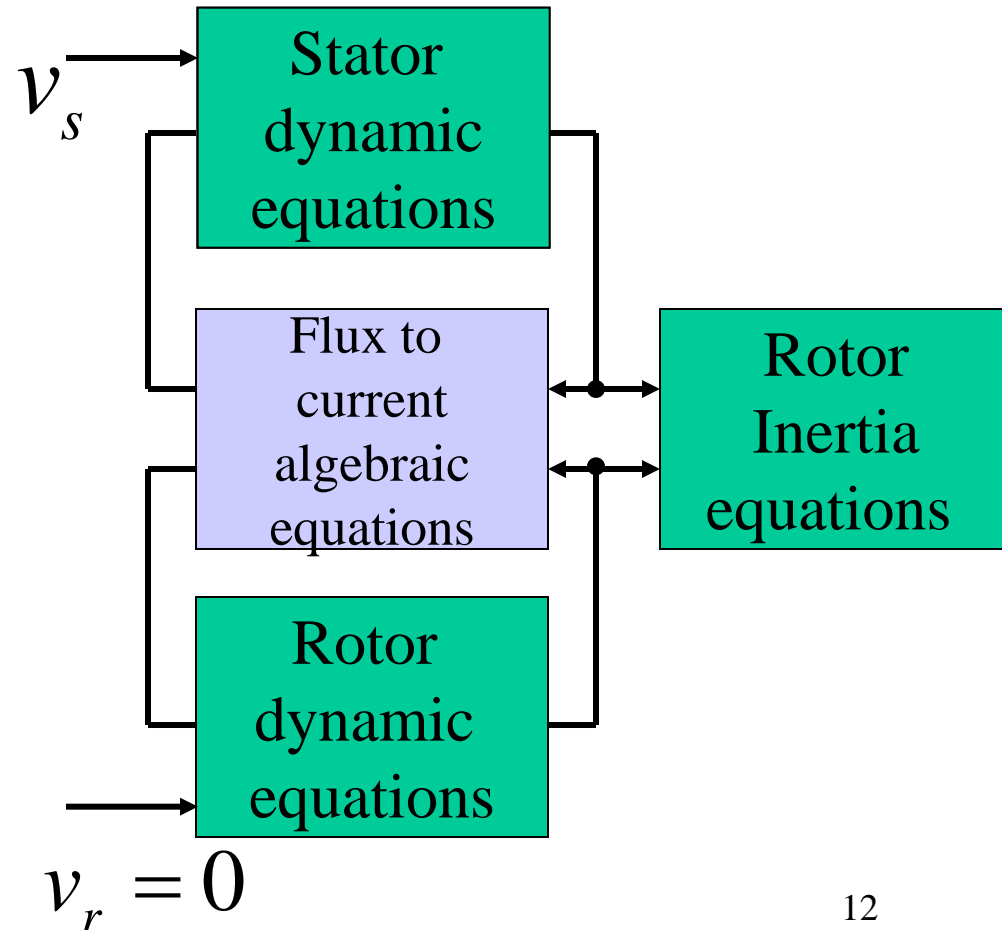 Stator
dynamic
equations
v_s
Flux to
current
algebraic
equations
Rotor
Inertia
equations
Rotor
dynamic
equations
v_r = 0
12